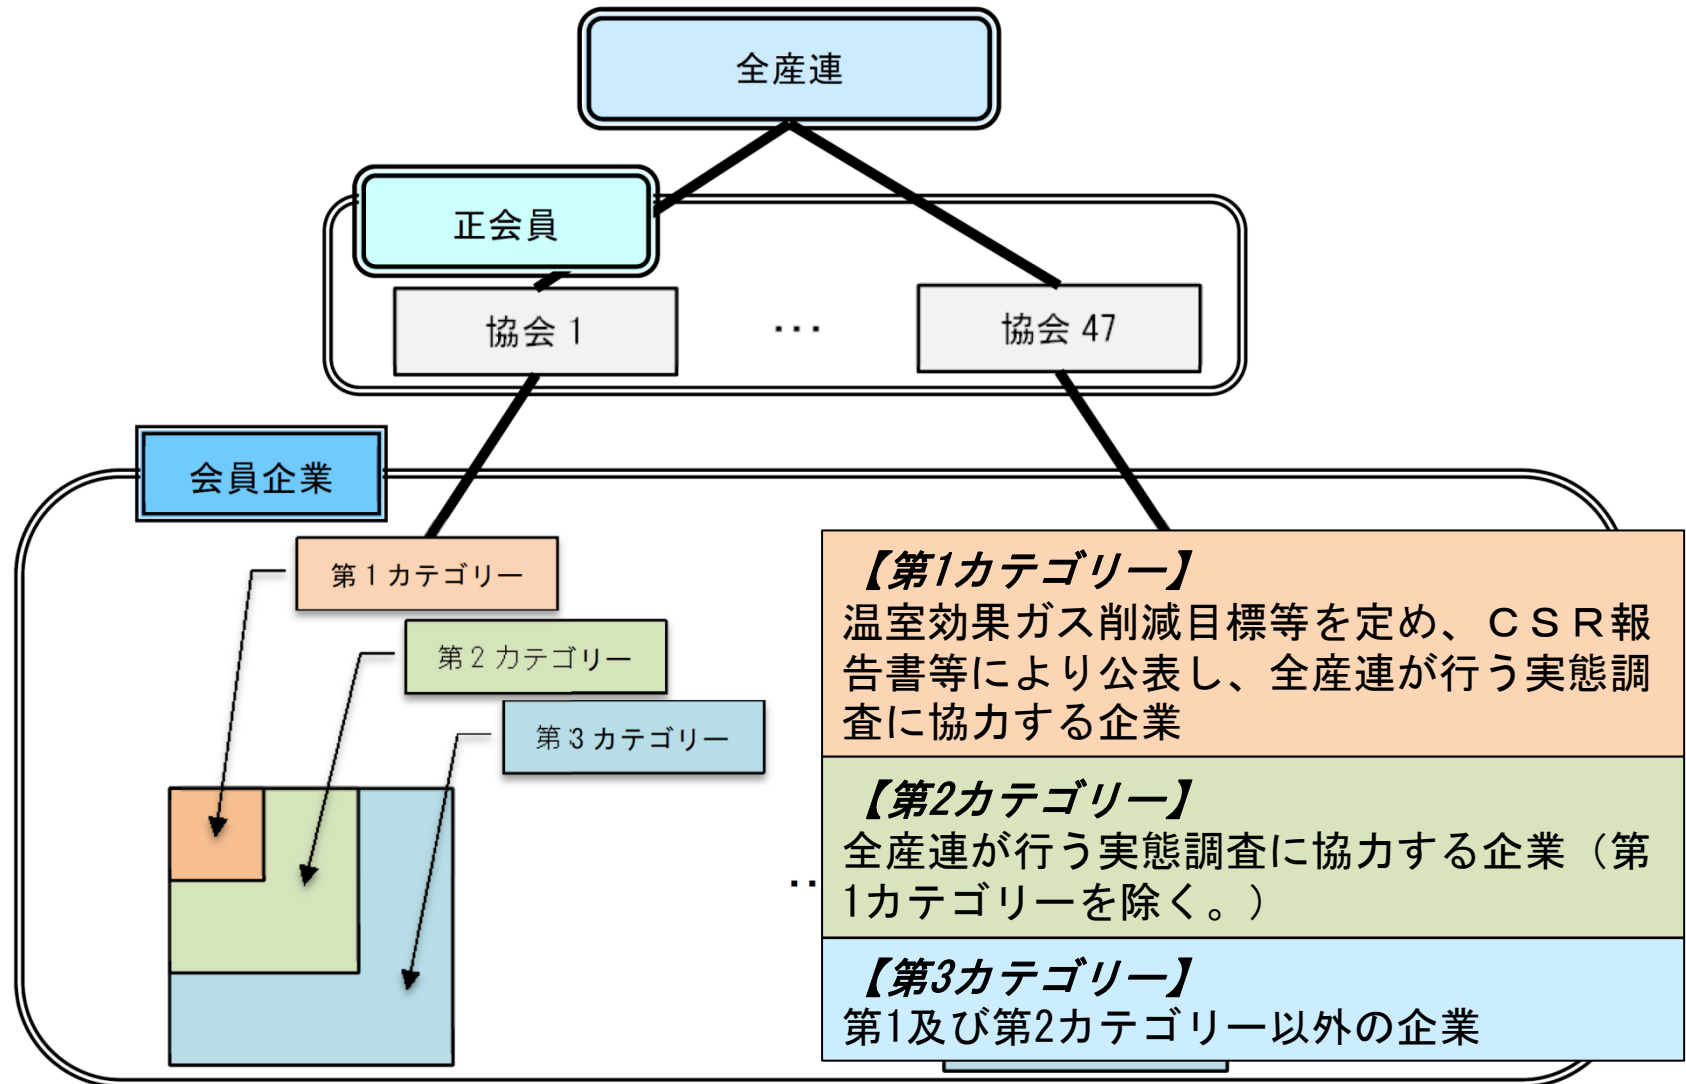 全産連
正会員
協会 1
･･･
協会 47
会員企業
第 1 カテゴリー
第 2 カテゴリー
第 3 カテゴリー
‥
【第1カテゴリー】
温室効果ガス削減目標等を定め、ＣＳＲ報
告書等により公表し、全産連が行う実態調
査に協力する企業
【第2カテゴリー】
全産連が行う実態調査に協力する企業（第
1カテゴリーを除く。）
【第3カテゴリー】
第1及び第2カテゴリー以外の企業